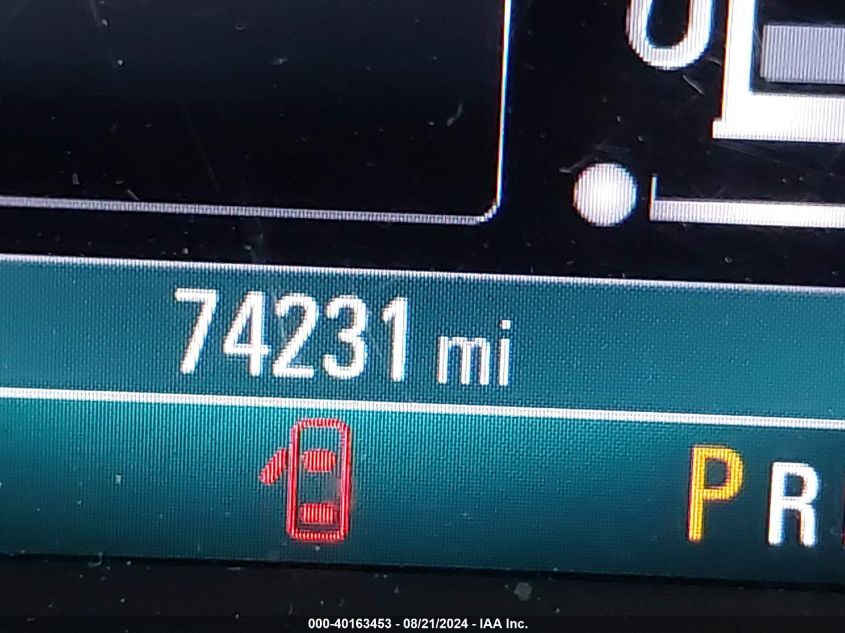 74231 mi
P R
000-40163453 - 08/21/2024 - IAA Inc.